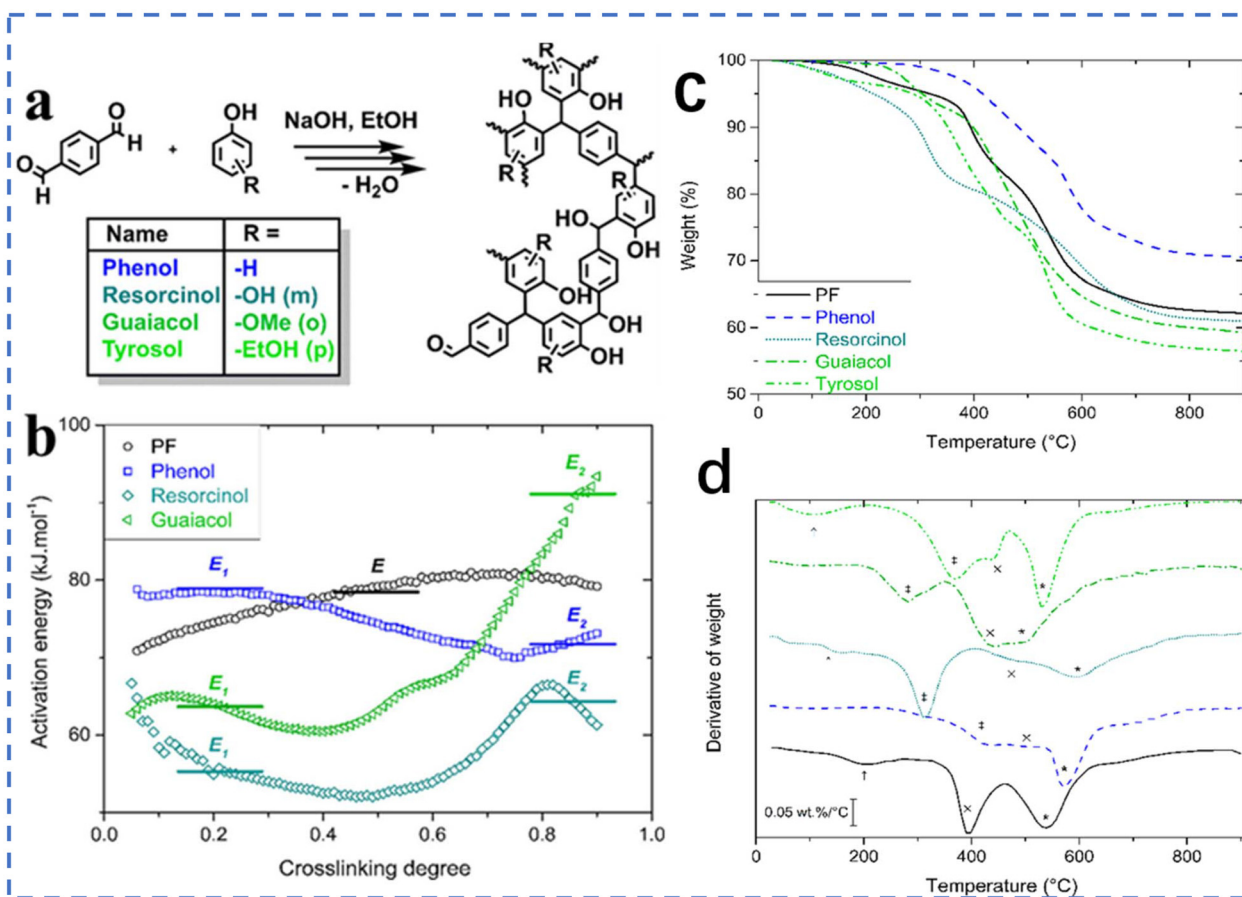 a
O
H
O
H
+
OH
R
NaOH, EtOH
- H₂O
R
HO
OH
R
R
HO
OH
R
OH
OH
O
R
OH
Name R =
Phenol -H
Resorcinol -OH (m)
Guaiacol -OMe (o)
Tyrosol -EtOH (p)
b
Activation energy (kJ.mol⁻¹)
100
80
60
PF
Phenol
Resorcinol
Guaiacol
E₁
E
E₂
E₂
E₁
E₂
E₁
0.0 0.2 0.4 0.6 0.8 1.0
Crosslinking degree
c
Weight (%)
100
90
80
70
60
50
PF
Phenol
Resorcinol
Guaiacol
Tyrosol
0 200 400 600 800
Temperature (°C)
d
Derivative of weight
^
‡
×
*
‡
×
*
^
‡
×
*
‡
×
*
↑
×
*
0.05 wt.%/°C
0 200 400 600 800
Temperature (°C)